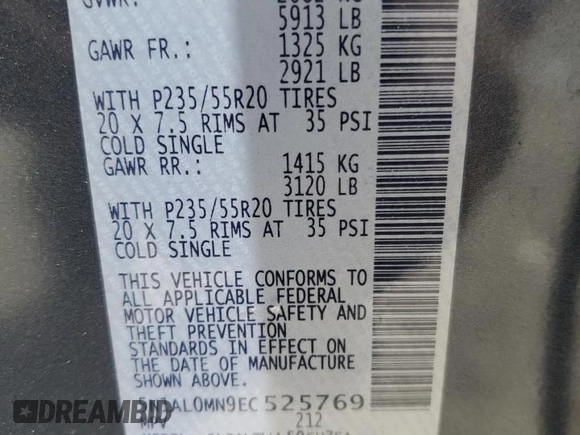 GVWR:
5913 LB
GAWR FR.: 1325 KG
2921 LB
WITH P235/55R20 TIRES
20 X 7.5 RIMS AT 35 PSI
COLD SINGLE
GAWR RR.: 1415 KG
3120 LB
WITH P235/55R20 TIRES
20 X 7.5 RIMS AT 35 PSI
COLD SINGLE
THIS VEHICLE CONFORMS TO
ALL APPLICABLE FEDERAL
MOTOR VEHICLE SAFETY AND
THEFT PREVENTION
STANDARDS IN EFFECT ON
THE DATE OF MANUFACTURE
SHOWN ABOVE.
525769
212
AUTOBIDCAR